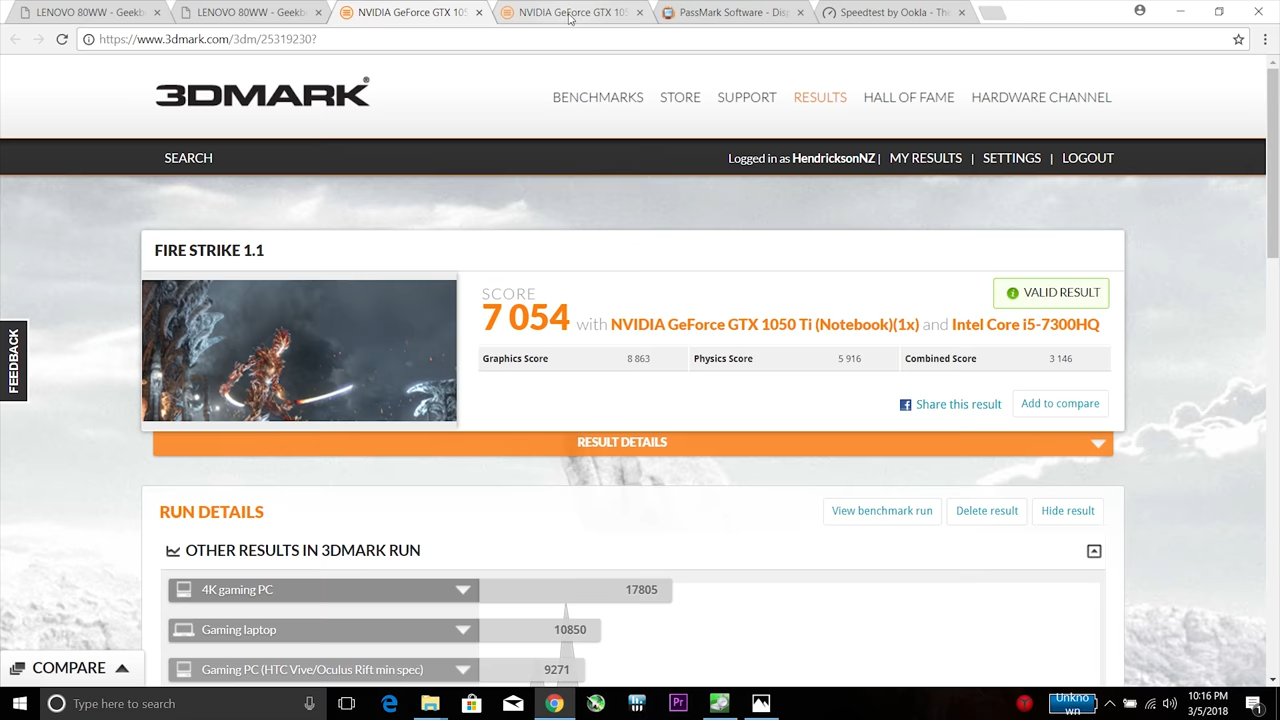 LENOVO 80WW - Geekb
LENOVO 80WW - Geekb
NVIDIA GeForce GTX 105
NVIDIA GeForce GTX 105
PassMark Software - Disp
Speedtest by Ookla - The
https://www.3dmark.com/3dm/25319230?
3DMARK®
BENCHMARKS STORE SUPPORT RESULTS HALL OF FAME HARDWARE CHANNEL
SEARCH
Logged in as HendricksonNZ | MY RESULTS | SETTINGS | LOGOUT
FIRE STRIKE 1.1
VALID RESULT
SCORE
7 054 with NVIDIA GeForce GTX 1050 Ti (Notebook)(1x) and Intel Core i5-7300HQ
Graphics Score 8 863 Physics Score 5 916 Combined Score 3 146
Share this result Add to compare
FEEDBACK
RESULT DETAILS
RUN DETAILS
View benchmark run Delete result Hide result
OTHER RESULTS IN 3DMARK RUN
4K gaming PC 17805
Gaming laptop 10850
Gaming PC (HTC Vive/Oculus Rift min spec) 9271
COMPARE
Type here to search
Pr
Unkno
wn
10:16 PM
3/5/2018
1